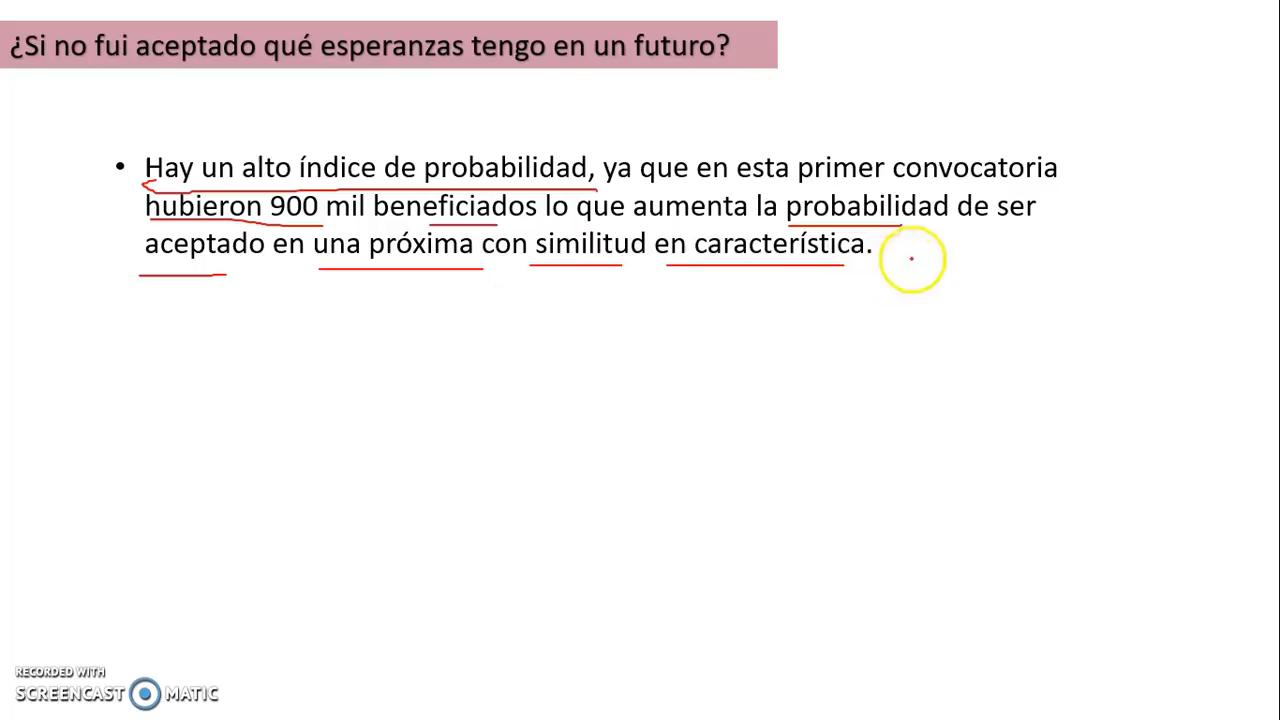 ¿Si no fui aceptado qué esperanzas tengo en un futuro?
• Hay un alto índice de probabilidad, ya que en esta primer convocatoria
hubieron 900 mil beneficiados lo que aumenta la probabilidad de ser
aceptado en una próxima con similitud en característica.
RECORDED WITH
SCREENCAST MATIC